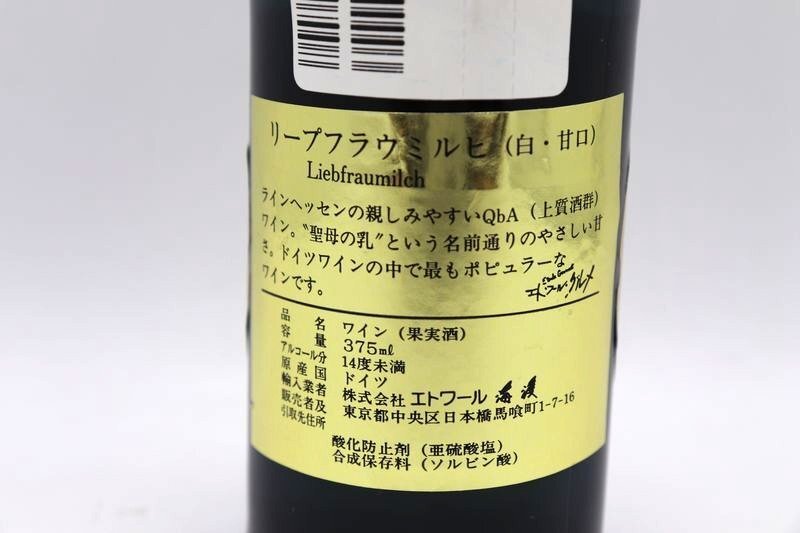 リープフラウミルヒ（白・甘口）
Liebfraumilch
ラインヘッセンの親しみやすいQbA（上質酒群）
ワイン。〝聖母の乳〟という名前通りのやさしい甘
さ。ドイツワインの中で最もポピュラーな
ワインです。
エトワール・グルメ
品名 ワイン（果実酒）
容量 375ml
アルコール分 14度未満
原産国 ドイツ
輸入業者 株式会社 エトワール 海渡
販売者及 東京都中央区日本橋馬喰町1-7-16
引取先住所
酸化防止剤（亜硫酸塩）
合成保存料（ソルビン酸）